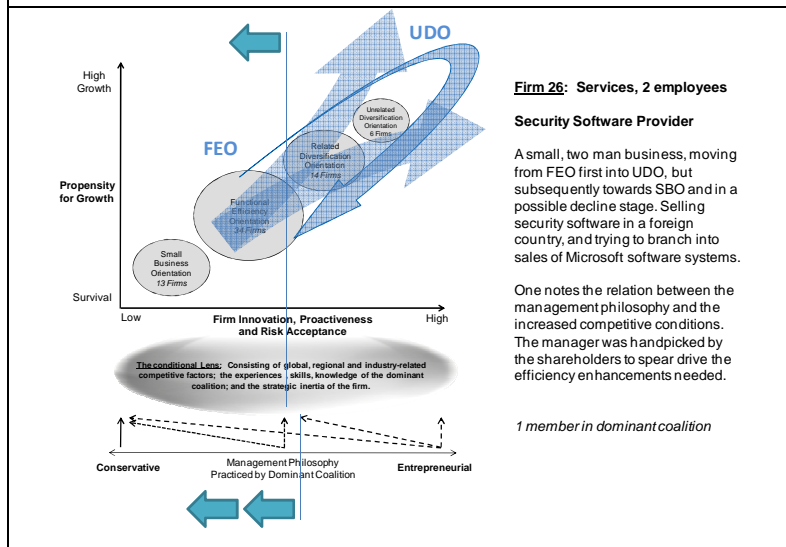 UDO
High
Growth
FEO
Propensity
for Growth
Unrelated
Diversification
Orientation
6 Firms
Related
Diversification
Orientation
14 Firms
Functional
Efficiency
Orientation
34 Firms
Small
Business
Orientation
13 Firms
Survival
Low
Firm Innovation, Proactiveness
and Risk Acceptance
High
The conditional Lens: Consisting of global, regional and industry-related
competitive factors; the experiences , skills, knowledge of the dominant
coalition; and the strategic inertia of the firm.
Conservative
Management Philosophy
Practiced by Dominant Coalition
Entrepreneurial
Firm 26: Services, 2 employees
Security Software Provider
A small, two man business, moving
from FEO first into UDO, but
subsequently towards SBO and in a
possible decline stage. Selling
security software in a foreign
country, and trying to branch into
sales of Microsoft software systems.
One notes the relation between the
management philosophy and the
increased competitive conditions.
The manager was handpicked by
the shareholders to spear drive the
efficiency enhancements needed.
1 member in dominant coalition